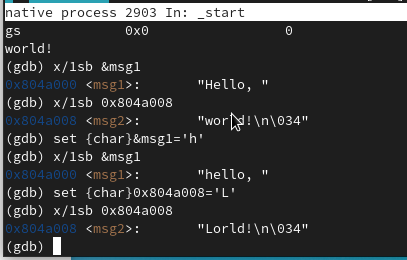 native process 2903 In: _start
gs 0x0 0
world!
(gdb) x/1sb &msg1
0x804a000 <msg1>: "Hello, "
(gdb) x/1sb 0x804a008
0x804a008 <msg2>: "world!\n\034"
(gdb) set {char}&msg1='h'
(gdb) x/1sb &msg1
0x804a000 <msg1>: "hello, "
(gdb) set {char}0x804a008='L'
(gdb) x/1sb 0x804a008
0x804a008 <msg2>: "Lorld!\n\034"
(gdb)